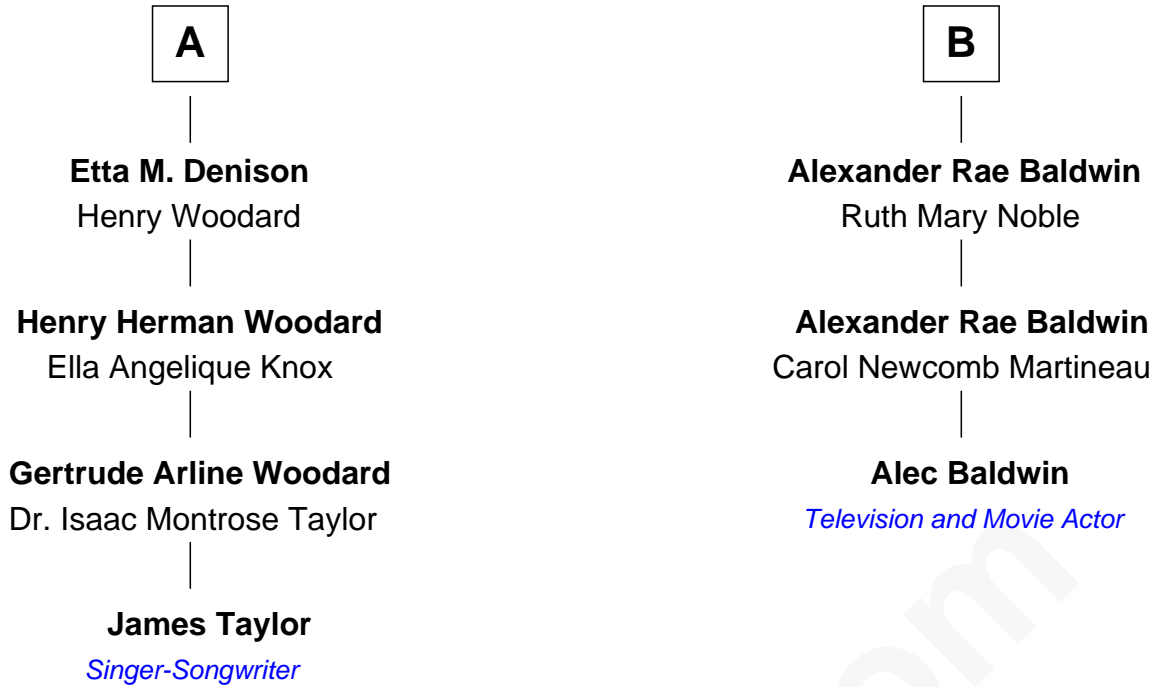 A
Etta M. Denison
Henry Woodard
Henry Herman Woodard
Ella Angelique Knox
Gertrude Arline Woodard
Dr. Isaac Montrose Taylor
James Taylor
Singer-Songwriter
B
Alexander Rae Baldwin
Ruth Mary Noble
Alexander Rae Baldwin
Carol Newcomb Martineau
Alec Baldwin
Television and Movie Actor
om